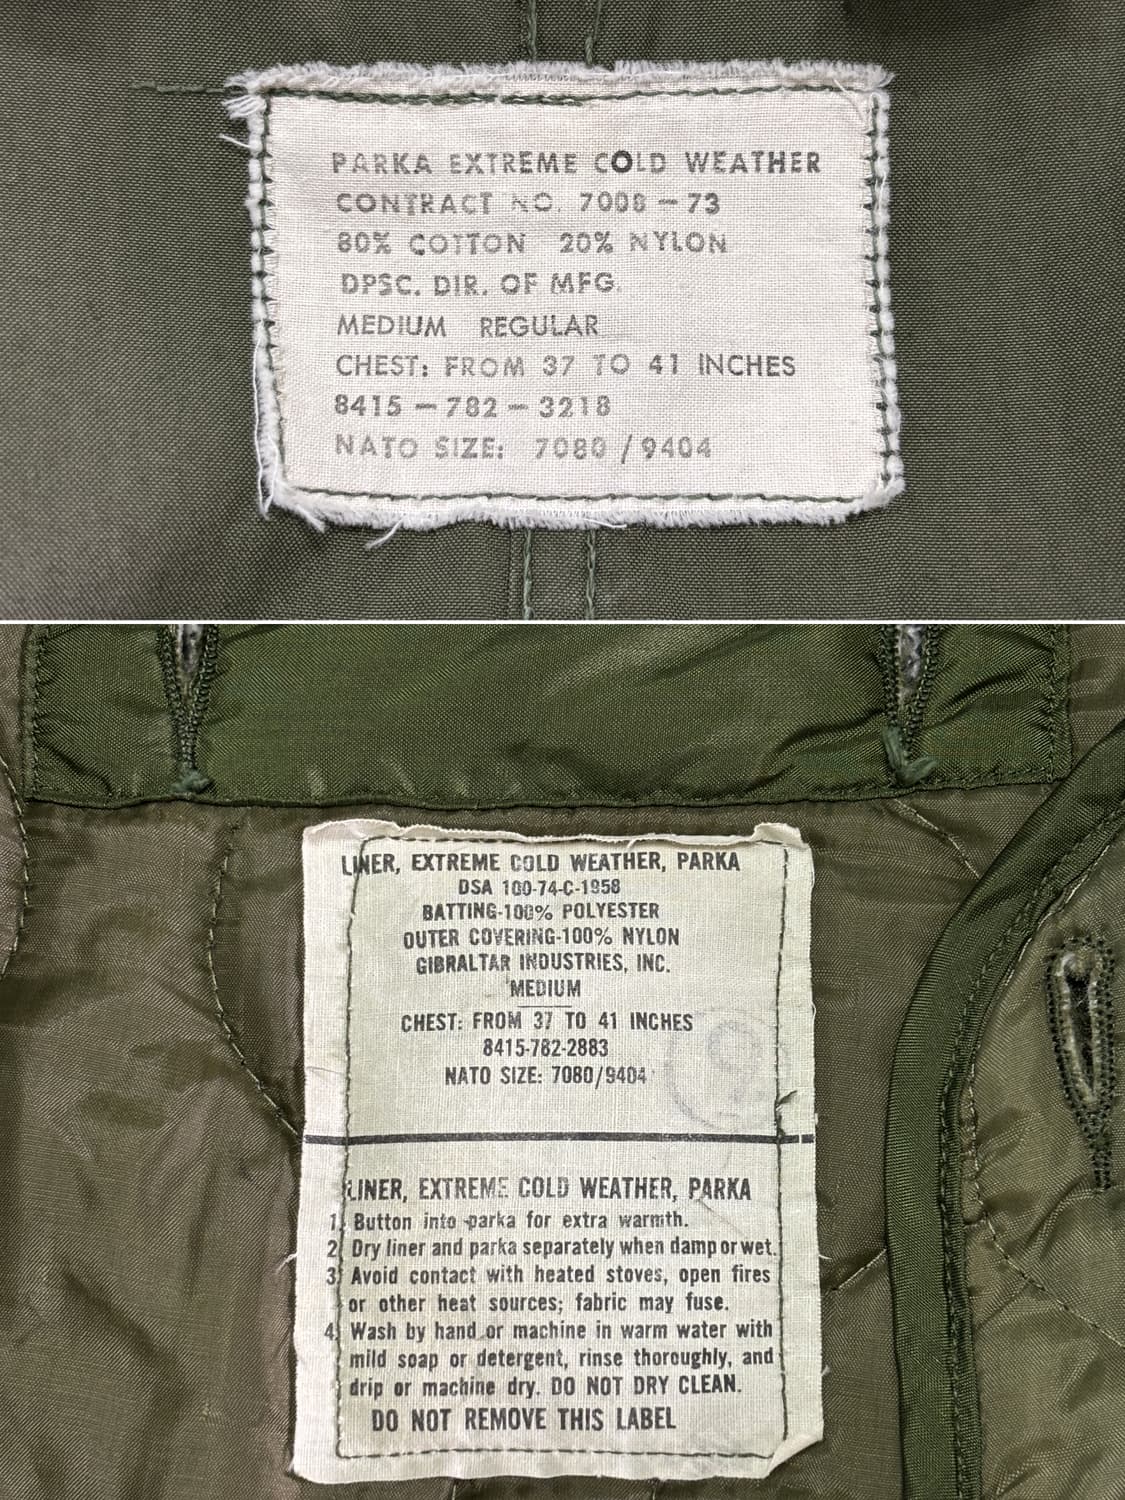 PARKA EXTREME COLD WEATHER
CONTRACT NO. 7008-73
80% COTTON 20% NYLON
DPSC. DIR. OF MFG.
MEDIUM REGULAR
CHEST: FROM 37 TO 41 INCHES
8415-782-3218
NATO SIZE: 7080/9404
LINER, EXTREME COLD WEATHER, PARKA
DSA 100-74-C-1958
BATTING-100% POLYESTER
OUTER COVERING-100% NYLON
GIBRALTAR INDUSTRIES, INC.
MEDIUM
CHEST: FROM 37 TO 41 INCHES
8415-782-2883
NATO SIZE: 7080/9404
LINER, EXTREME COLD WEATHER, PARKA
1. Button into parka for extra warmth.
2. Dry liner and parka separately when damp or wet.
3. Avoid contact with heated stoves, open fires
or other heat sources; fabric may fuse.
4. Wash by hand or machine in warm water with
mild soap or detergent, rinse thoroughly, and
drip or machine dry. DO NOT DRY CLEAN.
DO NOT REMOVE THIS LABEL